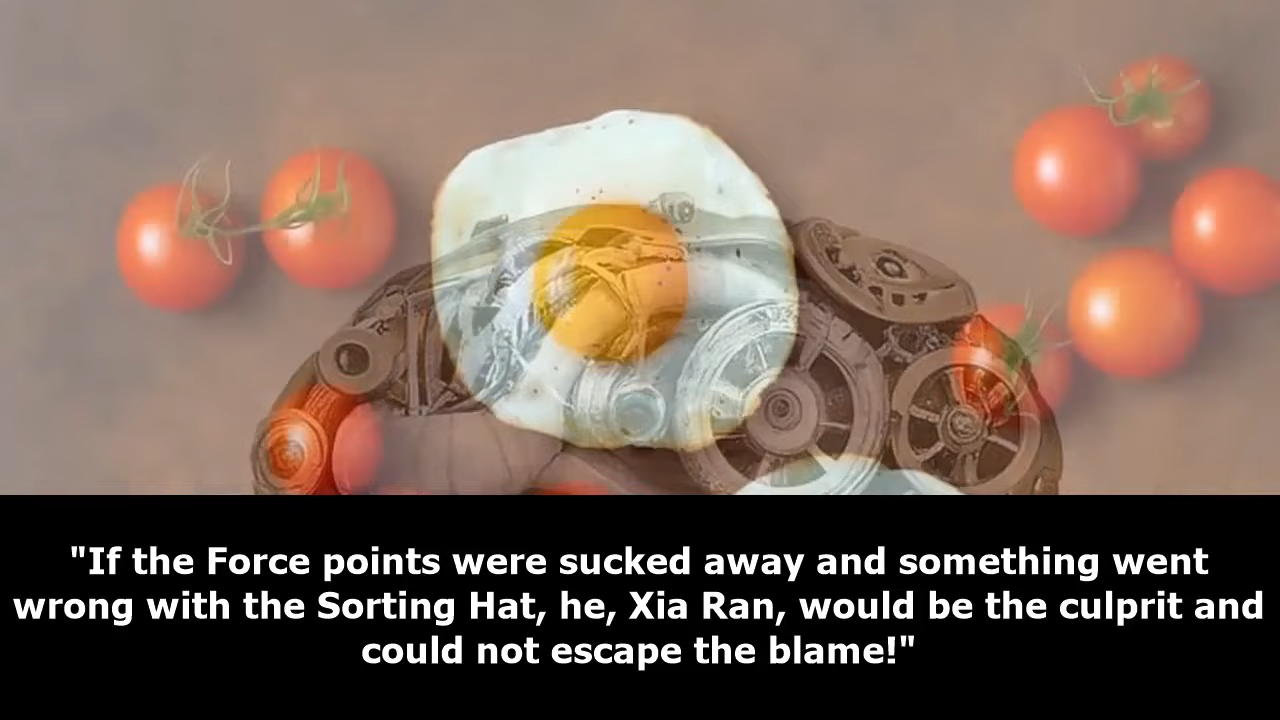 "If the Force points were sucked away and something went
wrong with the Sorting Hat, he, Xia Ran, would be the culprit and
could not escape the blame!"